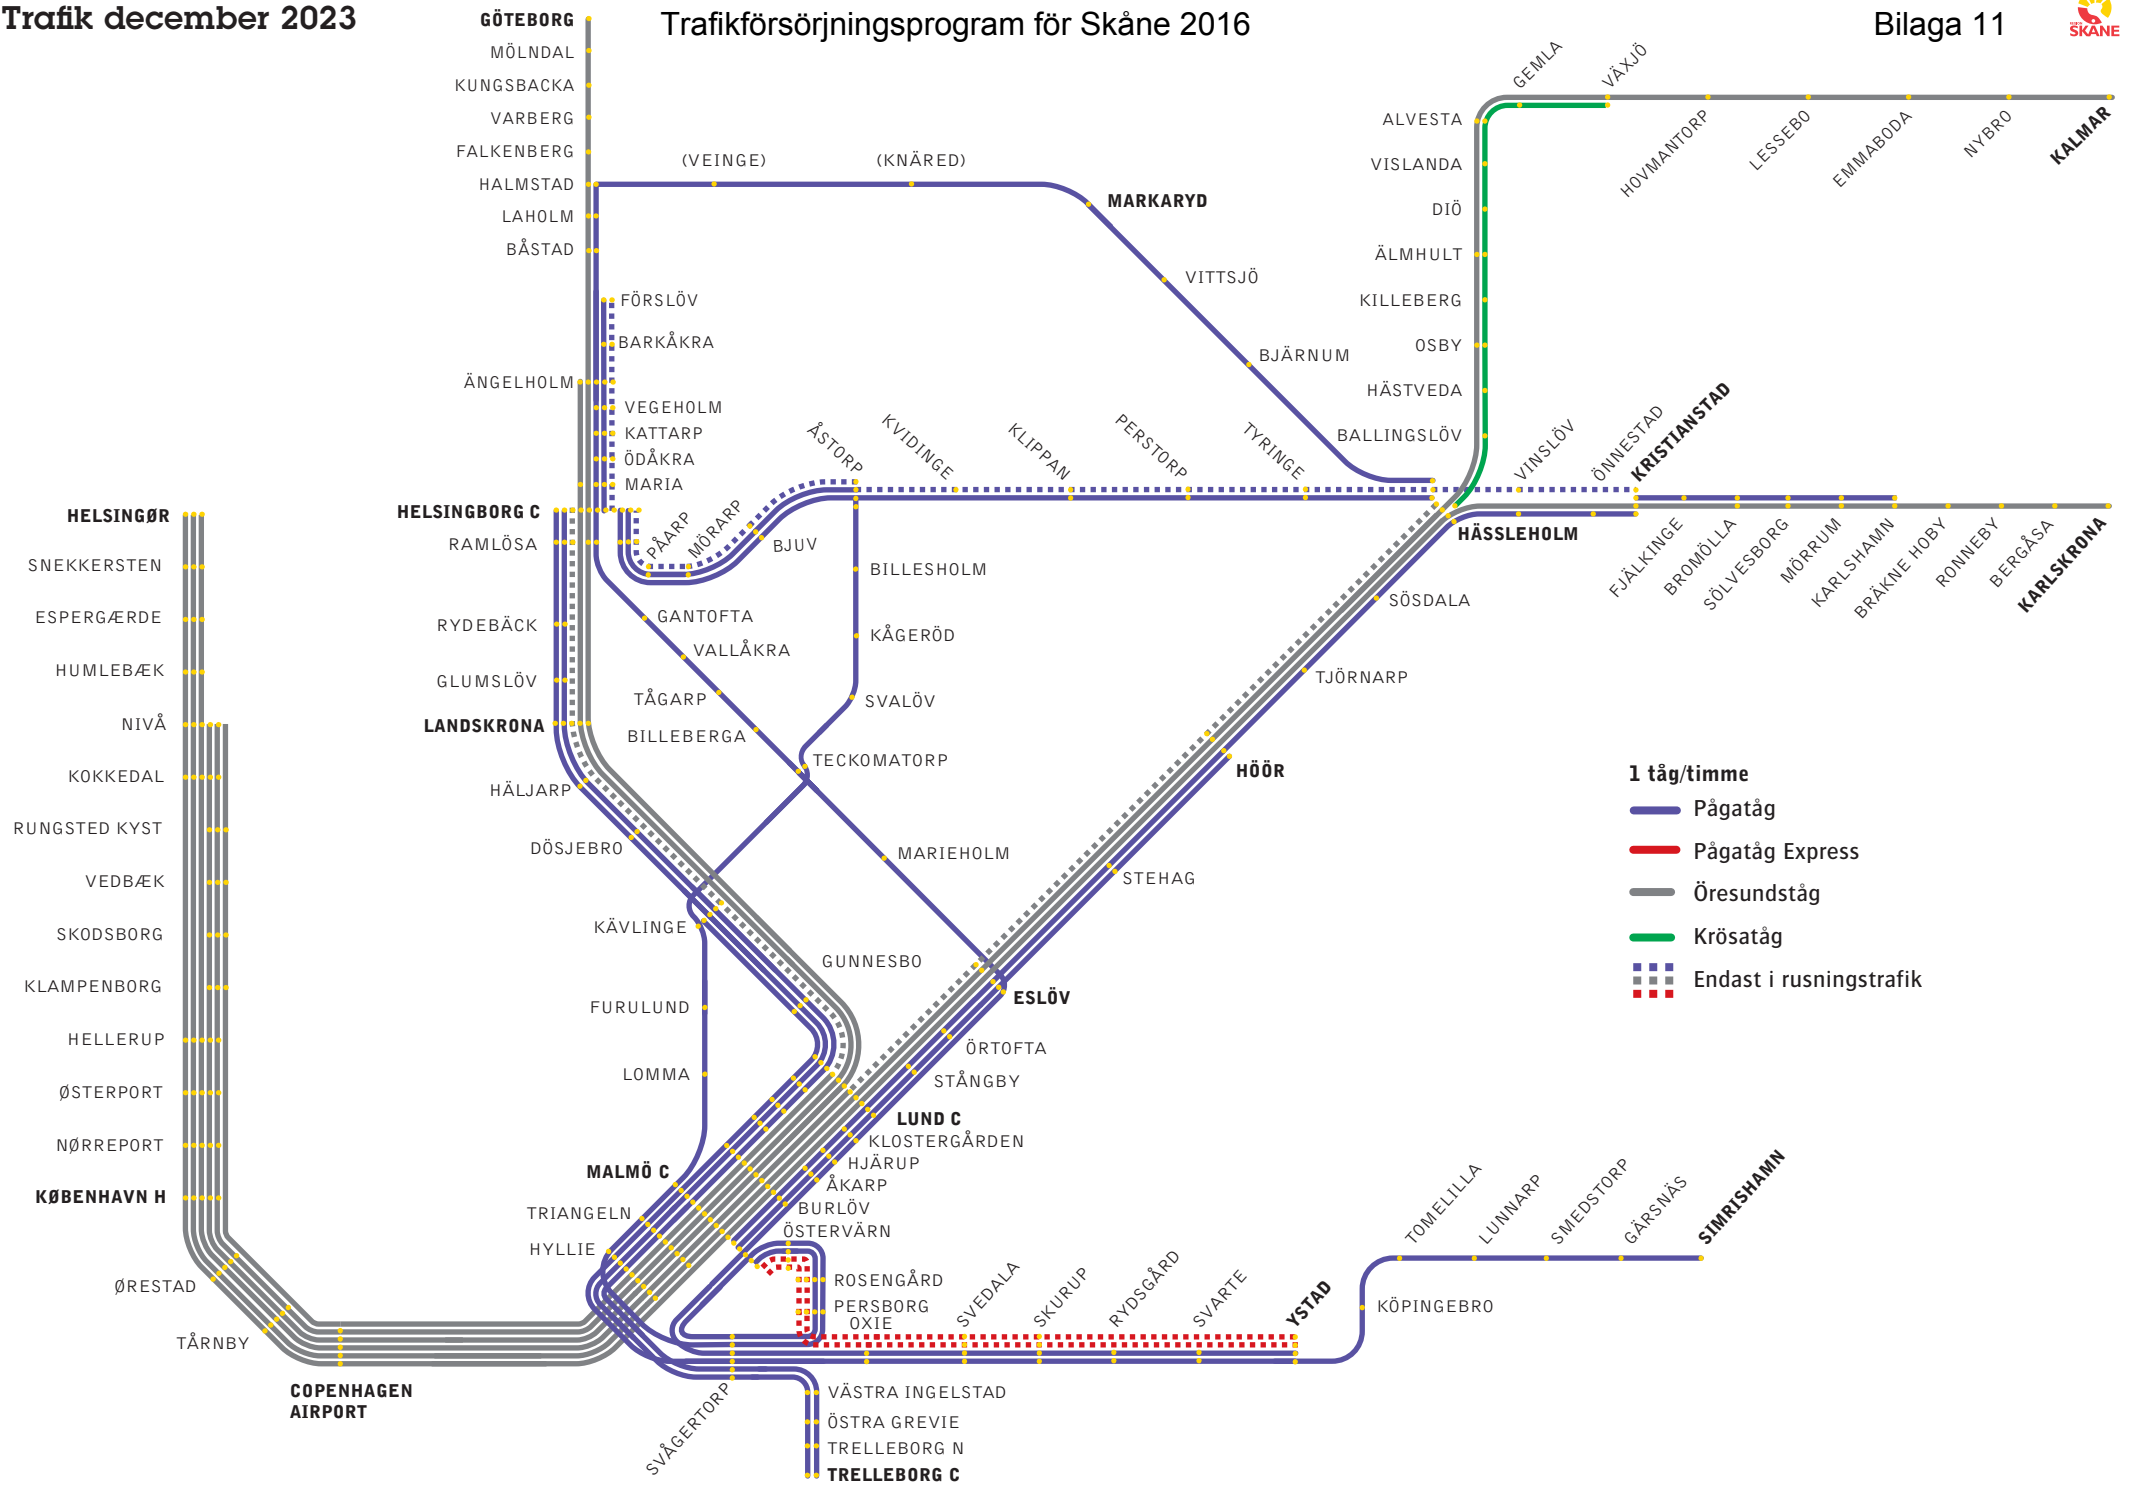 Trafik december 2023
Trafikförsörjningsprogram för Skåne 2016
Bilaga 11
REGION
SKÅNE
GÖTEBORG
MÖLNDAL
KUNGSBACKA
VARBERG
FALKENBERG
HALMSTAD
LAHOLM
BÅSTAD
(VEINGE)
(KNÄRED)
MARKARYD
VITTSJÖ
BJÄRNUM
GEMLA
VÄXJÖ
ALVESTA
VISLANDA
DIÖ
ÄLMHULT
KILLEBERG
OSBY
HÄSTVEDA
BALLINGSLÖV
HOVMANTORP
LESSEBO
EMMABODA
NYBRO
KALMAR
FÖRSLÖV
BARKÅKRA
ÄNGELHOLM
VEGEHOLM
KATTARP
ÖDÅKRA
MARIA
HELSINGBORG C
RAMLÖSA
PÅARP
MÖRARP
BJUV
ÅSTORP
KVIDINGE
KLIPPAN
PERSTORP
TYRINGE
VINSLÖV
ÖNNESTAD
KRISTIANSTAD
HÄSSLEHOLM
FJÄLKINGE
BROMÖLLA
SÖLVESBORG
MÖRRUM
KARLSHAMN
BRÄKNE HOBY
RONNEBY
BERGÅSA
KARLSKRONA
HELSINGØR
SNEKKERSTEN
ESPERGÆRDE
HUMLEBÆK
NIVÅ
KOKKEDAL
RUNGSTED KYST
VEDBÆK
SKODSBORG
KLAMPENBORG
HELLERUP
ØSTERPORT
NØRREPORT
KØBENHAVN H
ØRESTAD
TÅRNBY
COPENHAGEN
AIRPORT
RYDEBÄCK
GLUMSLÖV
LANDSKRONA
HÄLJARP
DÖSJEBRO
KÄVLINGE
FURULUND
LOMMA
GUNNESBO
GANTOFTA
VALLÅKRA
TÅGARP
BILLEBERGA
BILLESHOLM
KÅGERÖD
SVALÖV
TECKOMATORP
MARIEHOLM
SÖSDALA
TJÖRNARP
HÖÖR
STEHAG
ESLÖV
ÖRTOFTA
STÅNGBY
LUND C
KLOSTERGÅRDEN
HJÄRUP
ÅKARP
BURLÖV
MALMÖ C
TRIANGELN
HYLLIE
ÖSTERVÄRN
ROSENGÅRD
PERSBORG
OXIE
SVEDALA
SKURUP
RYDSGÅRD
SVARTE
YSTAD
KÖPINGEBRO
TOMELILLA
LUNNARP
SMEDSTORP
GÄRSNÄS
SIMRISHAMN
SVÅGERTORP
VÄSTRA INGELSTAD
ÖSTRA GREVIE
TRELLEBORG N
TRELLEBORG C
1 tåg/timme
Pågatåg
Pågatåg Express
Öresundståg
Krösatåg
Endast i rusningstrafik